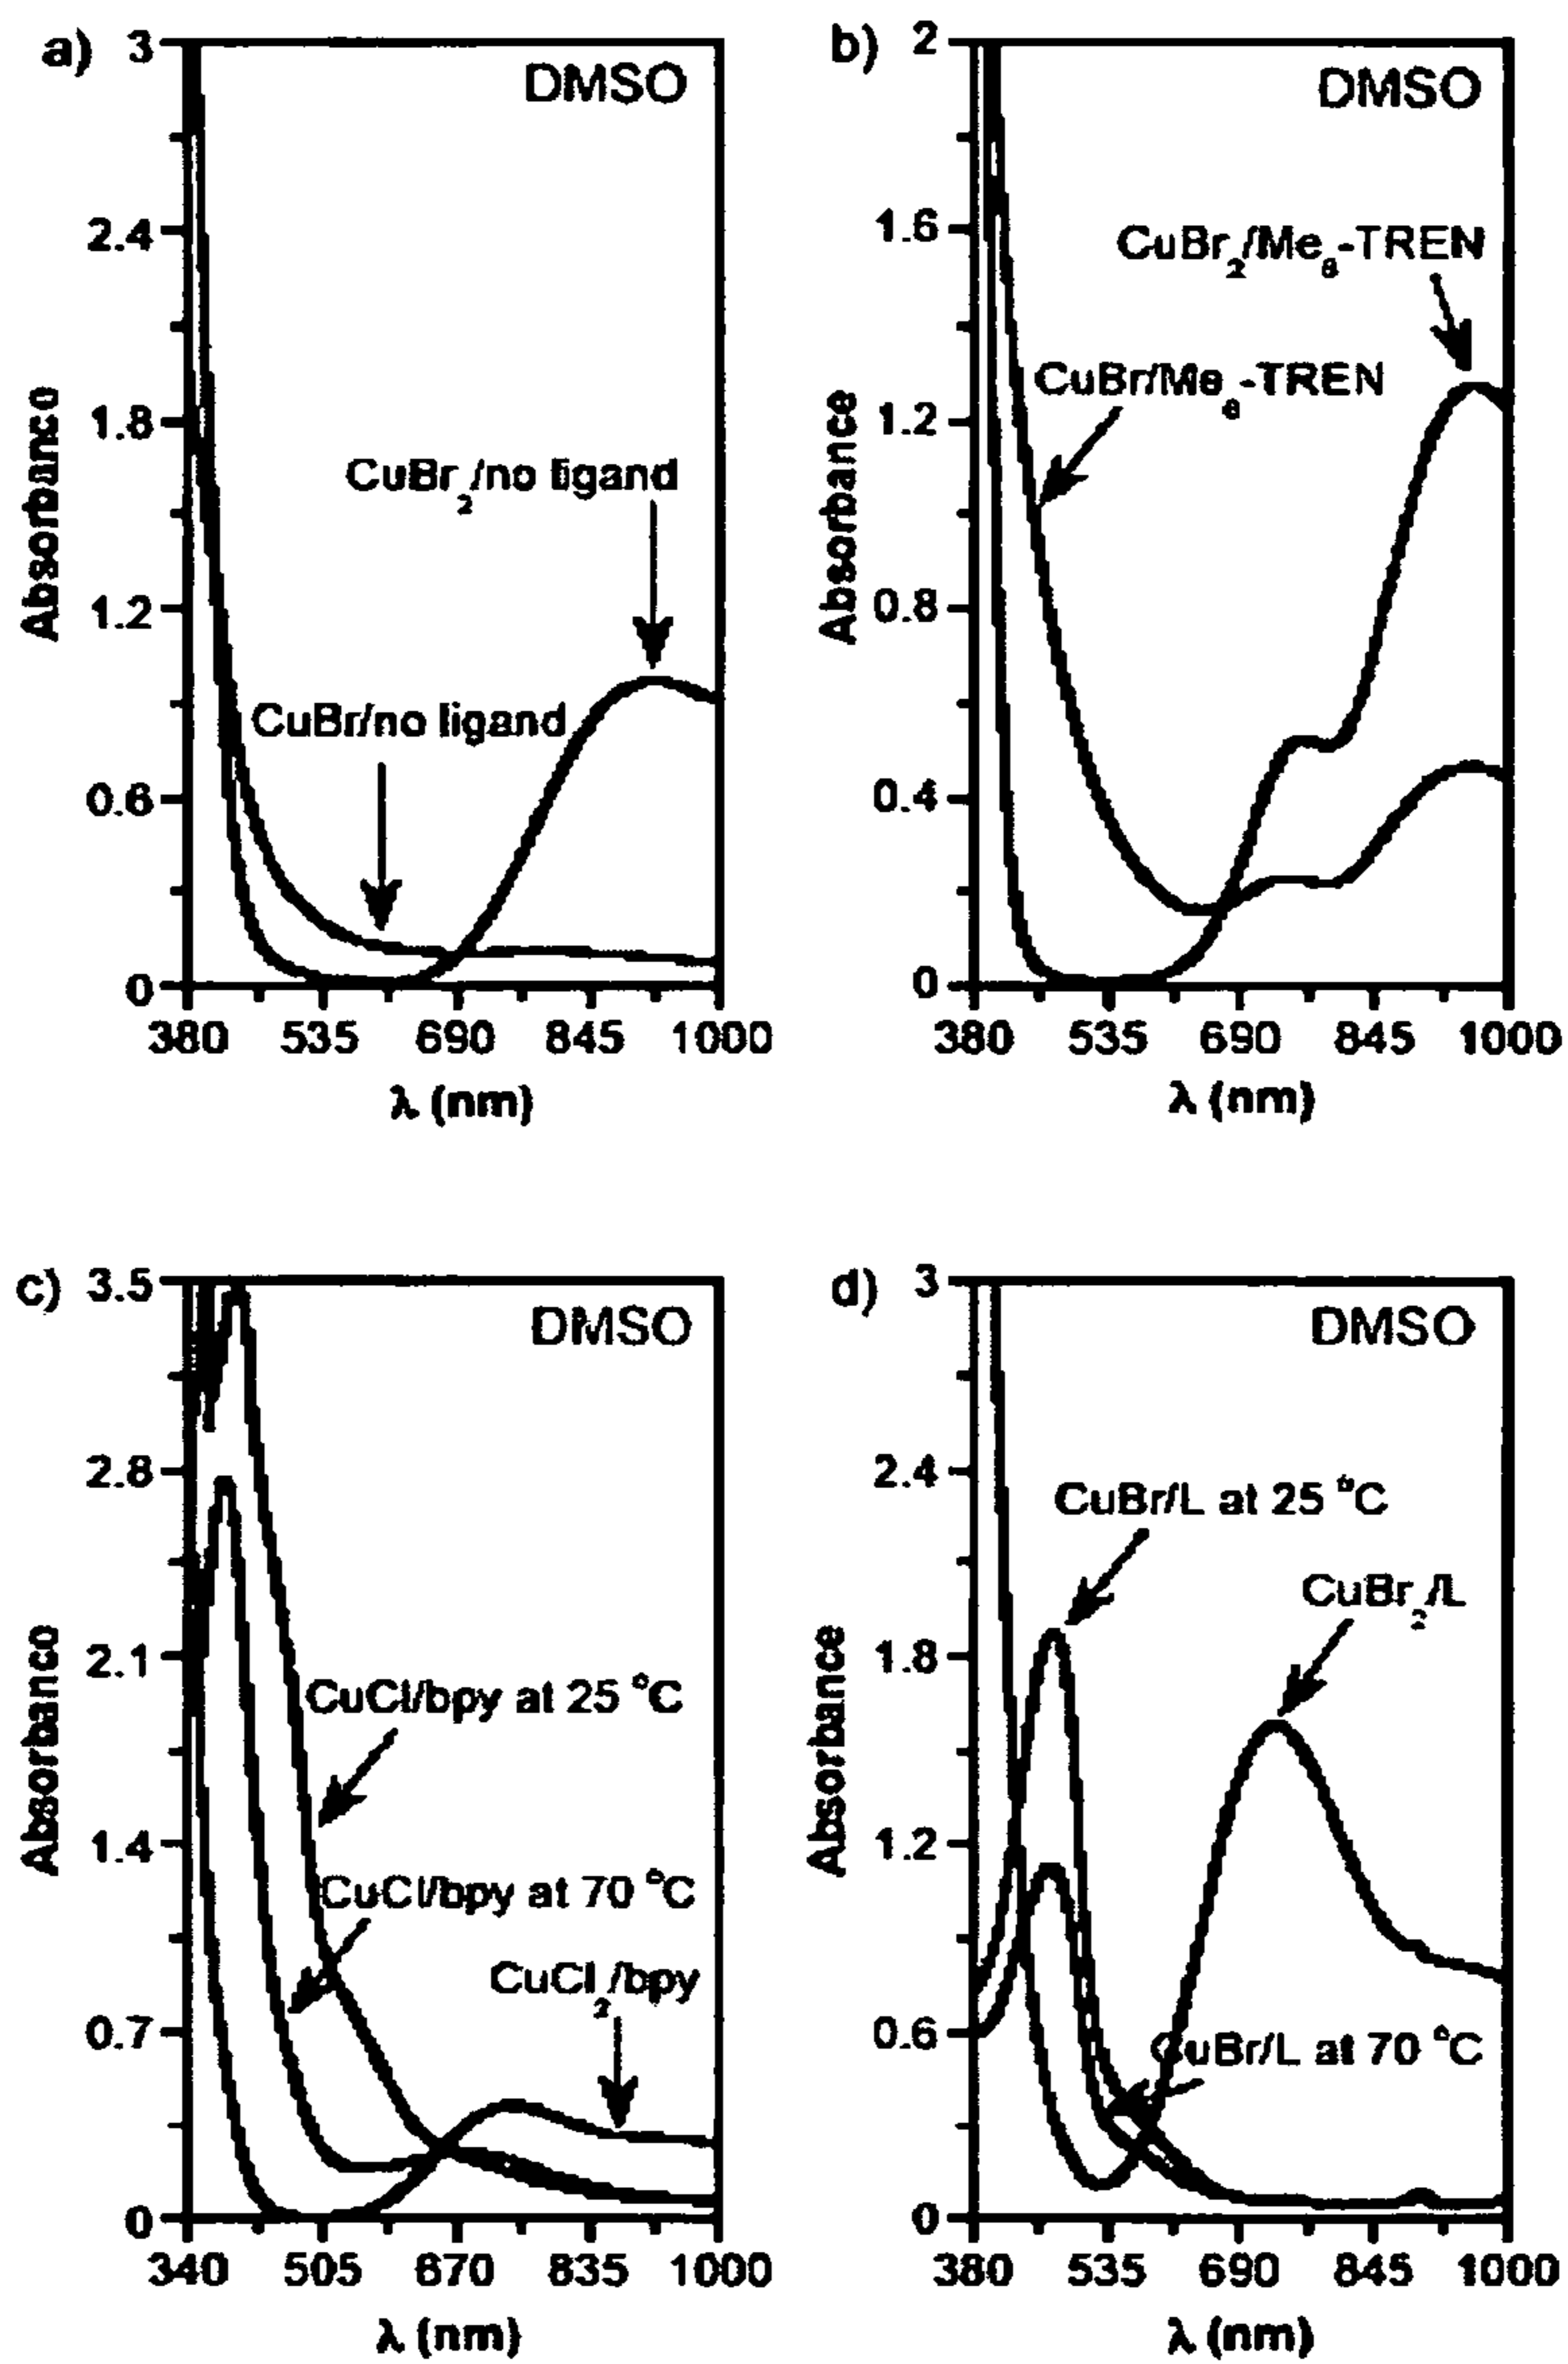 a)
DMSO
3
2.4
1.8
1.2
0.6
0
Absorbance
CuBr2/no ligand
CuBr/no ligand
380 535 690 845 1000
λ (nm)
b)
DMSO
2
1.6
1.2
0.8
0.4
0
Absorbance
CuBr2/Me6-TREN
CuBr/Me6-TREN
380 535 690 845 1000
λ (nm)
c)
DMSO
3.5
2.8
2.1
1.4
0.7
0
Absorbance
CuCl/bpy at 25 °C
CuCl/bpy at 70 °C
CuCl2/bpy
340 505 670 835 1000
λ (nm)
d)
DMSO
3
2.4
1.8
1.2
0.6
0
Absorbance
CuBr/L at 25 °C
CuBr2/L
CuBr/L at 70 °C
380 535 690 845 1000
λ (nm)